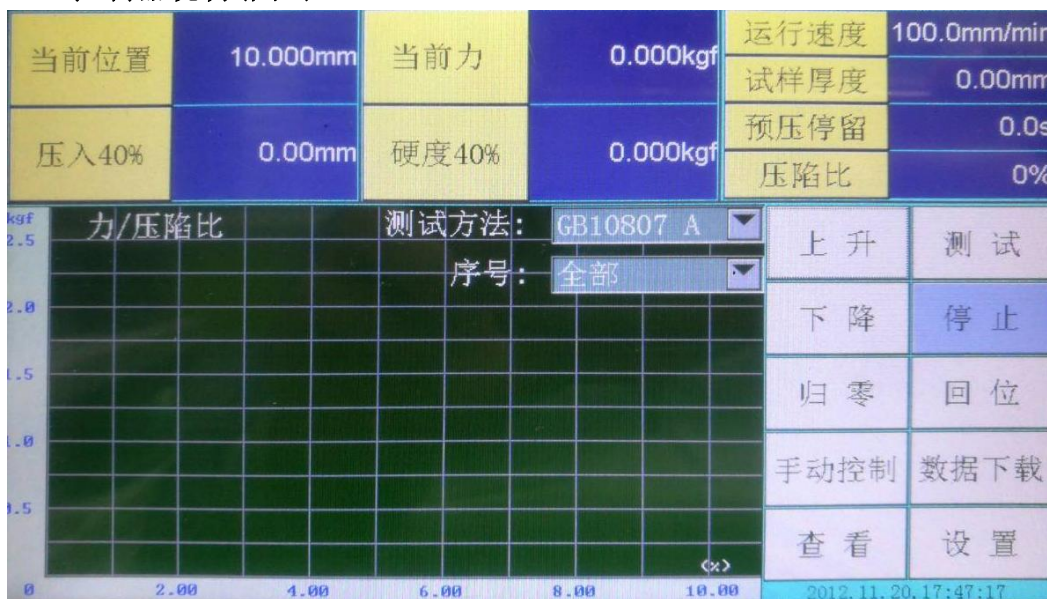 当前位置 10.000mm 当前力 0.000kgf 运行速度 100.0mm/min
试样厚度 0.00mm
压入40% 0.00mm 硬度40% 0.000kgf 预压停留 0.0s
压陷比 0%
kgf 力/压陷比 测试方法: GB10807 A
2.5
序号: 全部
2.0
1.5
1.0
0.5
0 2.00 4.00 6.00 8.00 10.00
(%)
上升 测试
下降 停止
归零 回位
手动控制 数据下载
查看 设置
2012.11.20.17:47:17